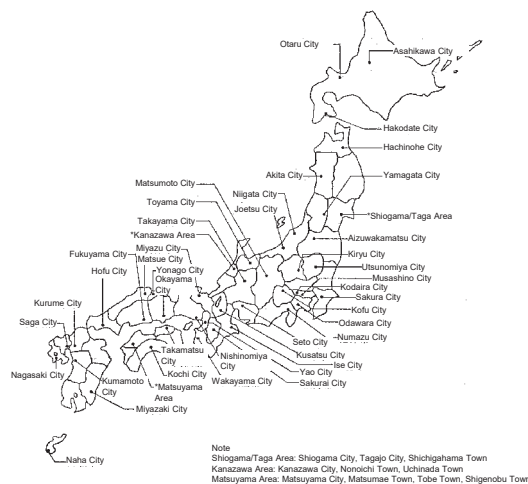 Otaru City
Asahikawa City
Hakodate City
Hachinohe City
Akita City
Yamagata City
Matsumoto City
Toyama City
Niigata City
Joetsu City
*Shiogama/Taga Area
Takayama City
*Kanazawa Area
Aizuwakamatsu City
Miyazu City
Kiryu City
Fukuyama City
Matsue City
Utsunomiya City
Hofu City
Yonago City
Musashino City
Okayama
City
Kodaira City
Sakura City
Kurume City
Kofu City
Saga City
Odawara City
Numazu City
Seto City
Takamatsu
City
Nishinomiya
City
Kusatsu City
Nagasaki City
Kumamoto
City
Kochi City
Ise City
*Matsuyama
Area
Wakayama City
Yao City
Sakurai City
Miyazaki City
Naha City
Note
Shiogama/Taga Area: Shiogama City, Tagajo City, Shichigahama Town
Kanazawa Area: Kanazawa City, Nonoichi Town, Uchinada Town
Matsuyama Area: Matsuyama City, Matsumae Town, Tobe Town, Shigenobu Town